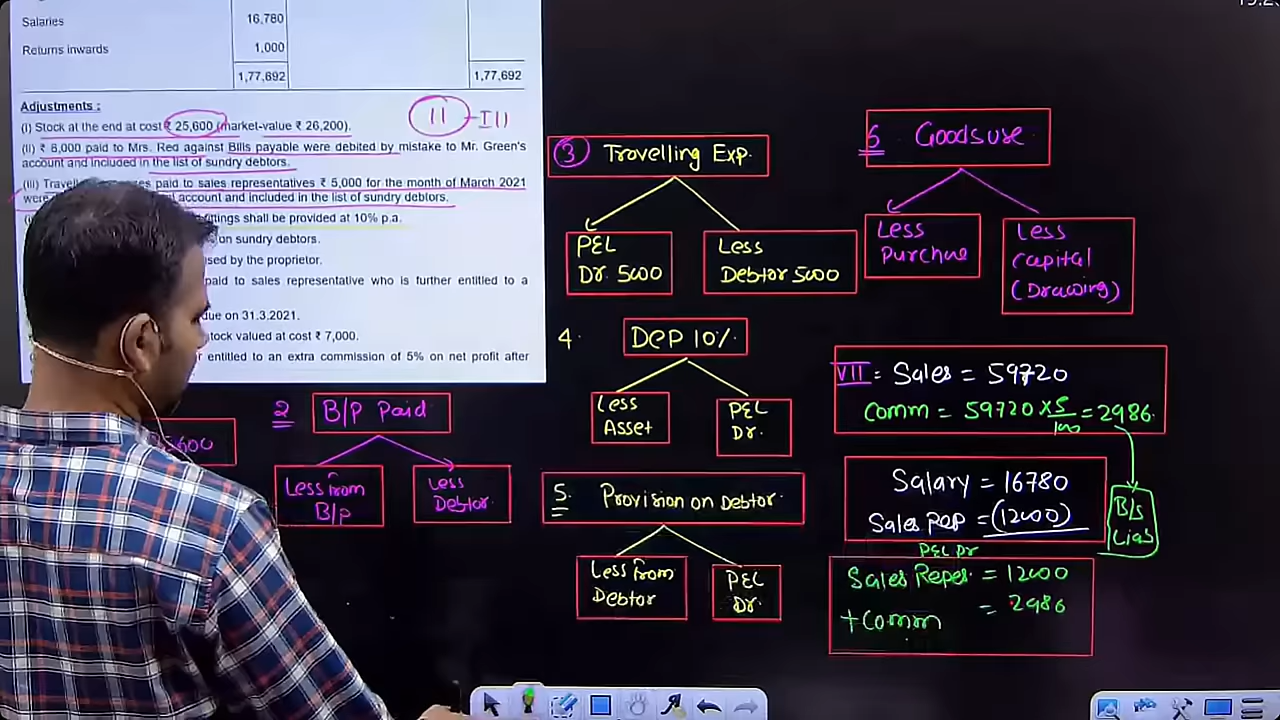 Salaries 16,780
Returns inwards 1,000
1,77,692 1,77,692
Adjustments :
(i) Stock at the end at cost ₹ 25,600 (market-value ₹ 26,200).
(ii) ₹ 8,000 paid to Mrs. Red against Bills payable were debited by mistake to Mr. Green's
account and included in the list of sundry debtors.
(iii) paid to sales representatives ₹ 5,000 for the month of March 2021
were account and included in the list of sundry debtors.
shall be provided at 10% p.a.
on sundry debtors.
by the proprietor.
paid to sales representative who is further entitled to a
due on 31.3.2021.
valued at cost ₹ 7,000.
entitled to an extra commission of 5% on net profit after
11 - III
25600
2 B/P Paid
Less from
B/P
Less
Debtor
3 Travelling Exp.
P&L
Dr. 5000
Less
Debtor 5000
4. Dep 10%
Less
Asset
P&L
Dr.
5. Provision on Debtor
Less from
Debtor
P&L
Dr.
6 Goods use
Less
Purchase
Less
Capital
(Drawing)
VII: Sales = 59720
Comm = 59720 × 5/100 = 2986
Salary = 16780
Sales Rep = (12000)
B/S
Liab
P&L Dr
Sales Reper. = 12000
+Comm = 2986